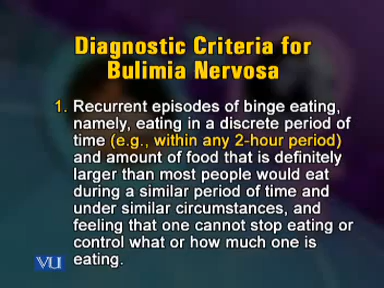 Diagnostic Criteria for
Bulimia Nervosa
1. Recurrent episodes of binge eating,
namely, eating in a discrete period of
time (e.g., within any 2-hour period)
and amount of food that is definitely
larger than most people would eat
during a similar period of time and
under similar circumstances, and
feeling that one cannot stop eating or
control what or how much one is
eating.
VU